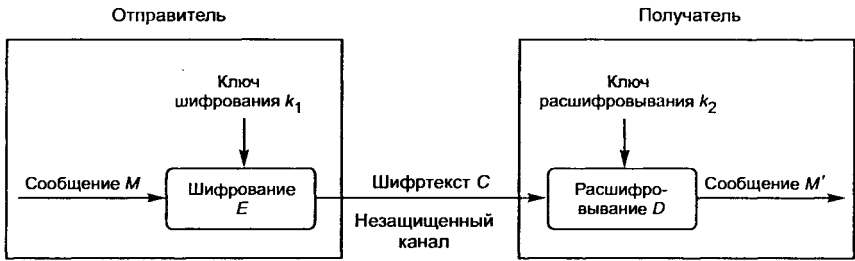 Отправитель
Получатель
Ключ
шифрования k1
Ключ
расшифровывания k2
Сообщение M
Шифрование
E
Шифртекст C
Незащищенный
канал
Расшифро-
вывание D
Сообщение M'